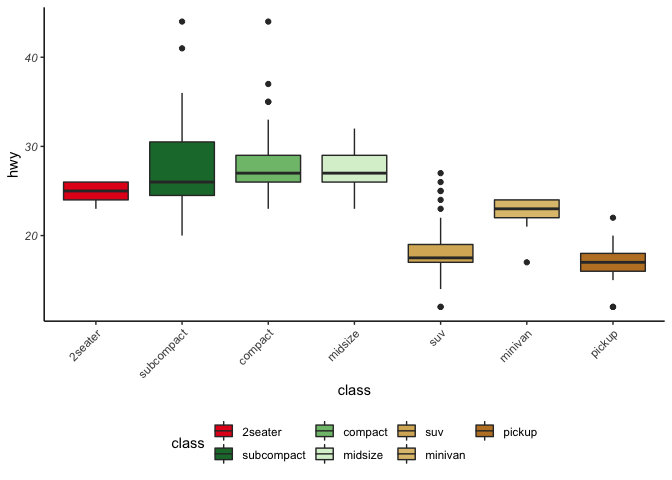 40
hwy
30
20
2seater
subcompact
compact
midsize
suv
minivan
pickup
class
class
2seater compact suv pickup
subcompact midsize minivan